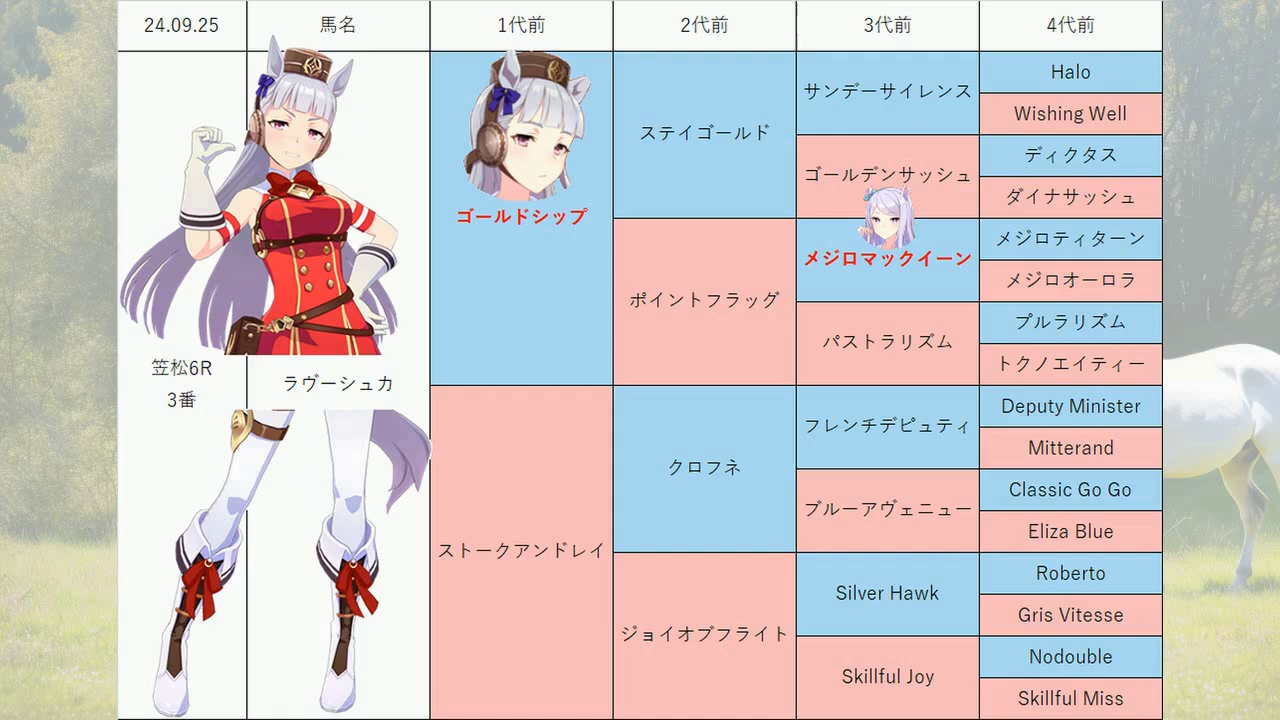 24.09.25
馬名
1代前
2代前
3代前
4代前
笠松6R
3番
ラヴーシュカ
ゴールドシップ
ストークアンドレイ
ステイゴールド
ポイントフラッグ
クロフネ
ジョイオブフライト
サンデーサイレンス
ゴールデンサッシュ
メジロマックイーン
パストラリズム
フレンチデピュティ
ブルーアヴェニュー
Silver Hawk
Skillful Joy
Halo
Wishing Well
ディクタス
ダイナサッシュ
メジロティターン
メジロオーロラ
プルラリズム
トクノエイティー
Deputy Minister
Mitterand
Classic Go Go
Eliza Blue
Roberto
Gris Vitesse
Nodouble
Skillful Miss